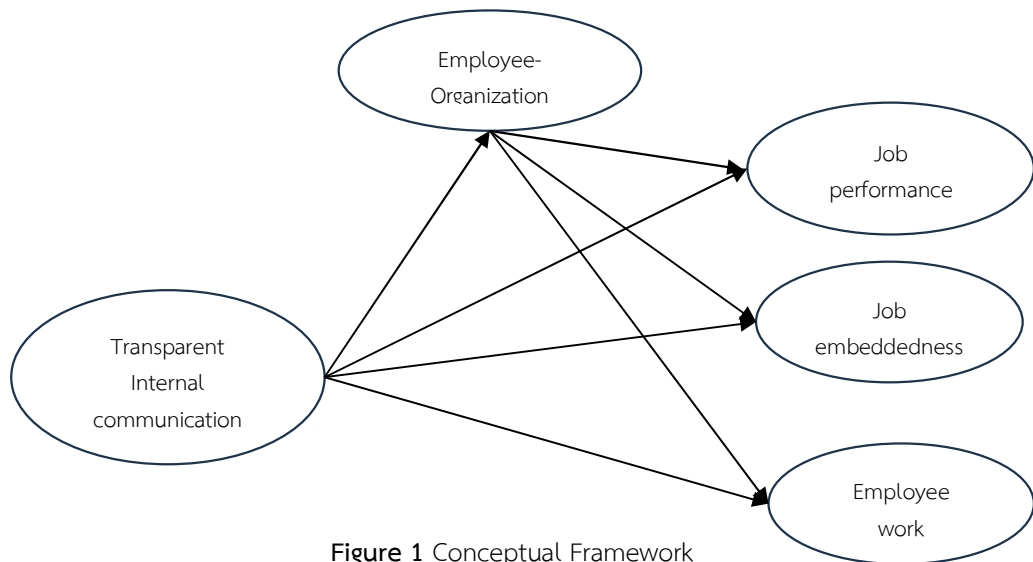 Employee-
Organization
Job
performance
Job
embeddedness
Transparent
Internal
communication
Employee
work
Figure 1 Conceptual Framework